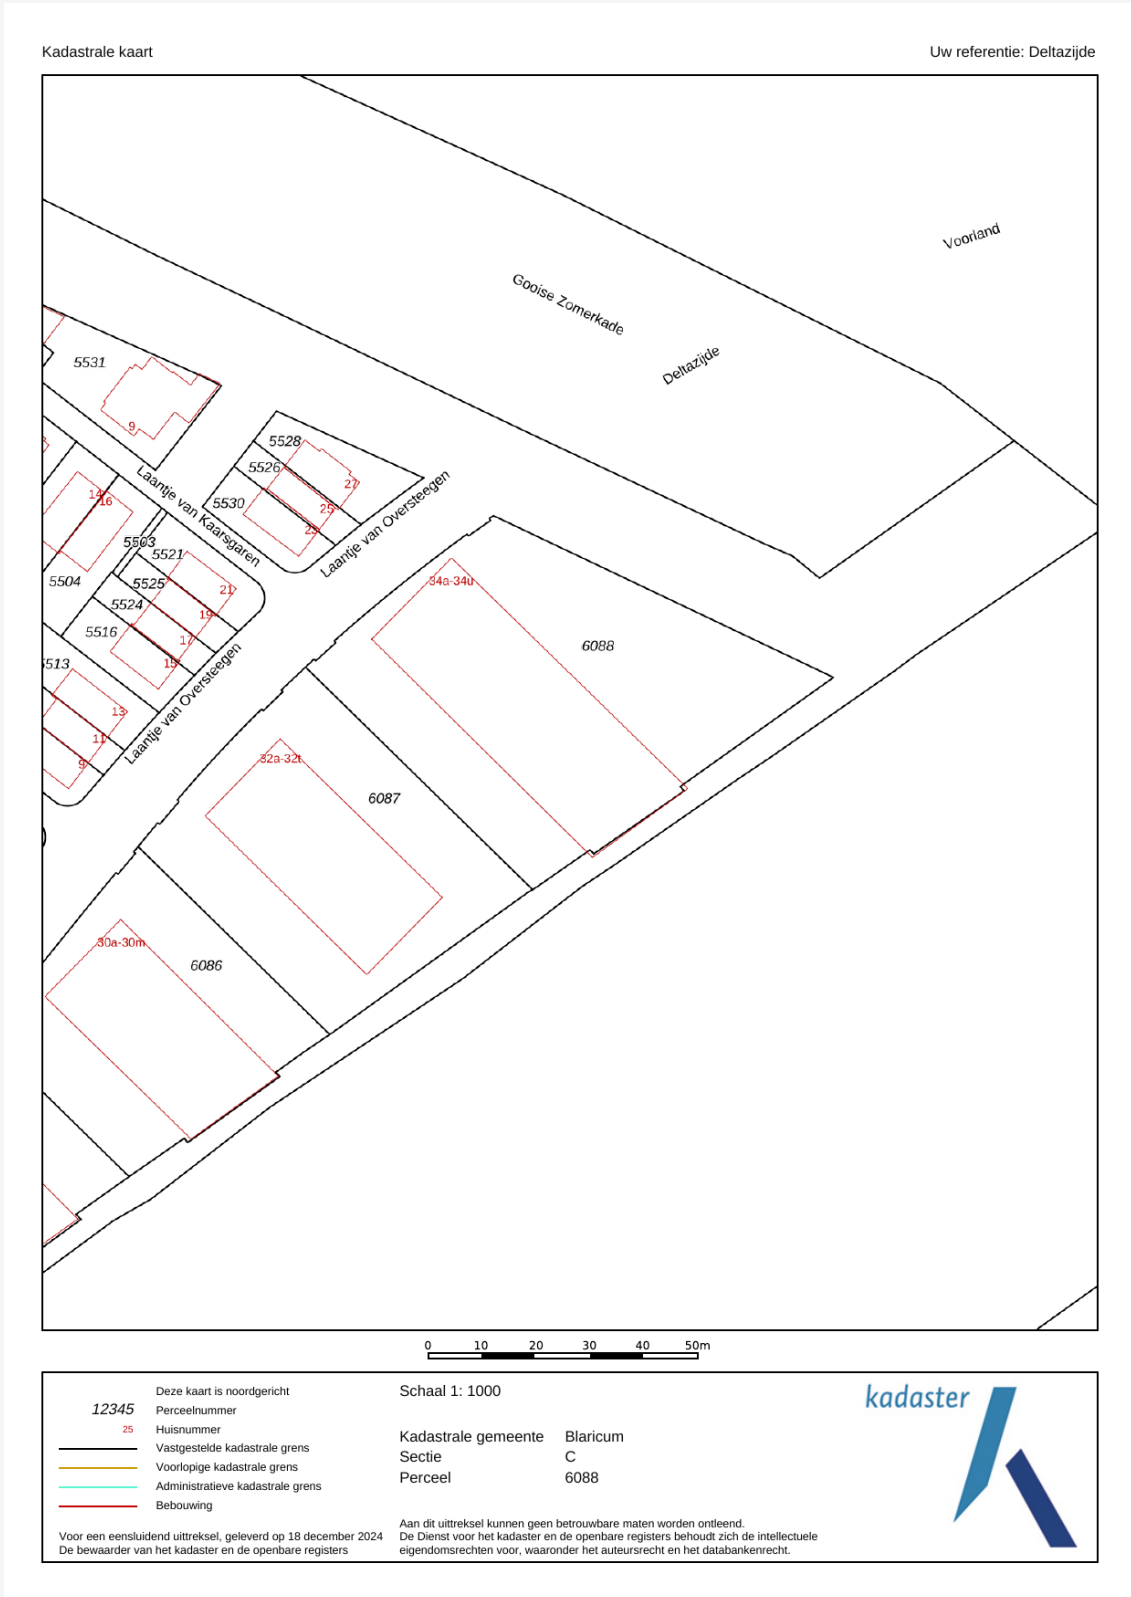 Kadastrale kaart
Uw referentie: Deltazijde
Voorland
Gooise Zomerkade
Deltazijde
5531
9
5528
5526
27
5530
25
23
Laantje van Kaarsgaren
Laantje van Oversteegen
14
16
5503
5521
5504
5525
21
5524
19
5516
17
15
5513
13
11
9
Laantje van Oversteegen
34a-34u
6088
32a-32t
6087
30a-30m
6086
0 10 20 30 40 50m
Deze kaart is noordgericht
12345 Perceelnummer
25 Huisnummer
Vastgestelde kadastrale grens
Voorlopige kadastrale grens
Administratieve kadastrale grens
Bebouwing
Voor een eensluidend uittreksel, geleverd op 18 december 2024
De bewaarder van het kadaster en de openbare registers
Schaal 1: 1000
Kadastrale gemeente Blaricum
Sectie C
Perceel 6088
Aan dit uittreksel kunnen geen betrouwbare maten worden ontleend.
De Dienst voor het kadaster en de openbare registers behoudt zich de intellectuele
eigendomsrechten voor, waaronder het auteursrecht en het databankenrecht.
kadaster